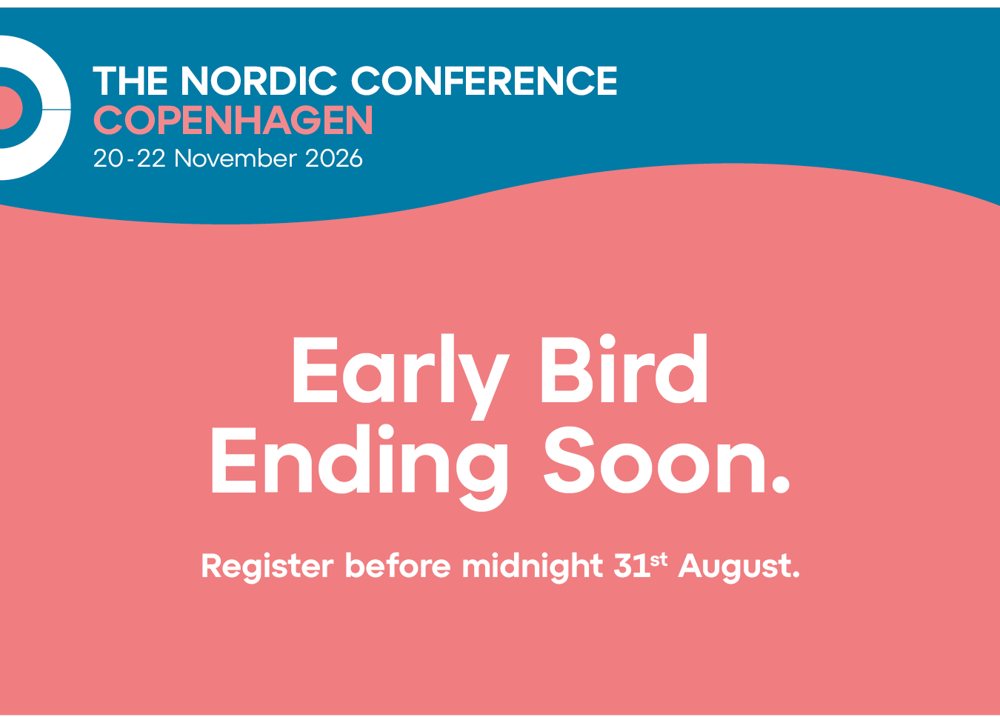 THE NORDIC CONFERENCE
COPENHAGEN
20-22 November 2026
Early Bird
Ending Soon.
Register before midnight 31st August.